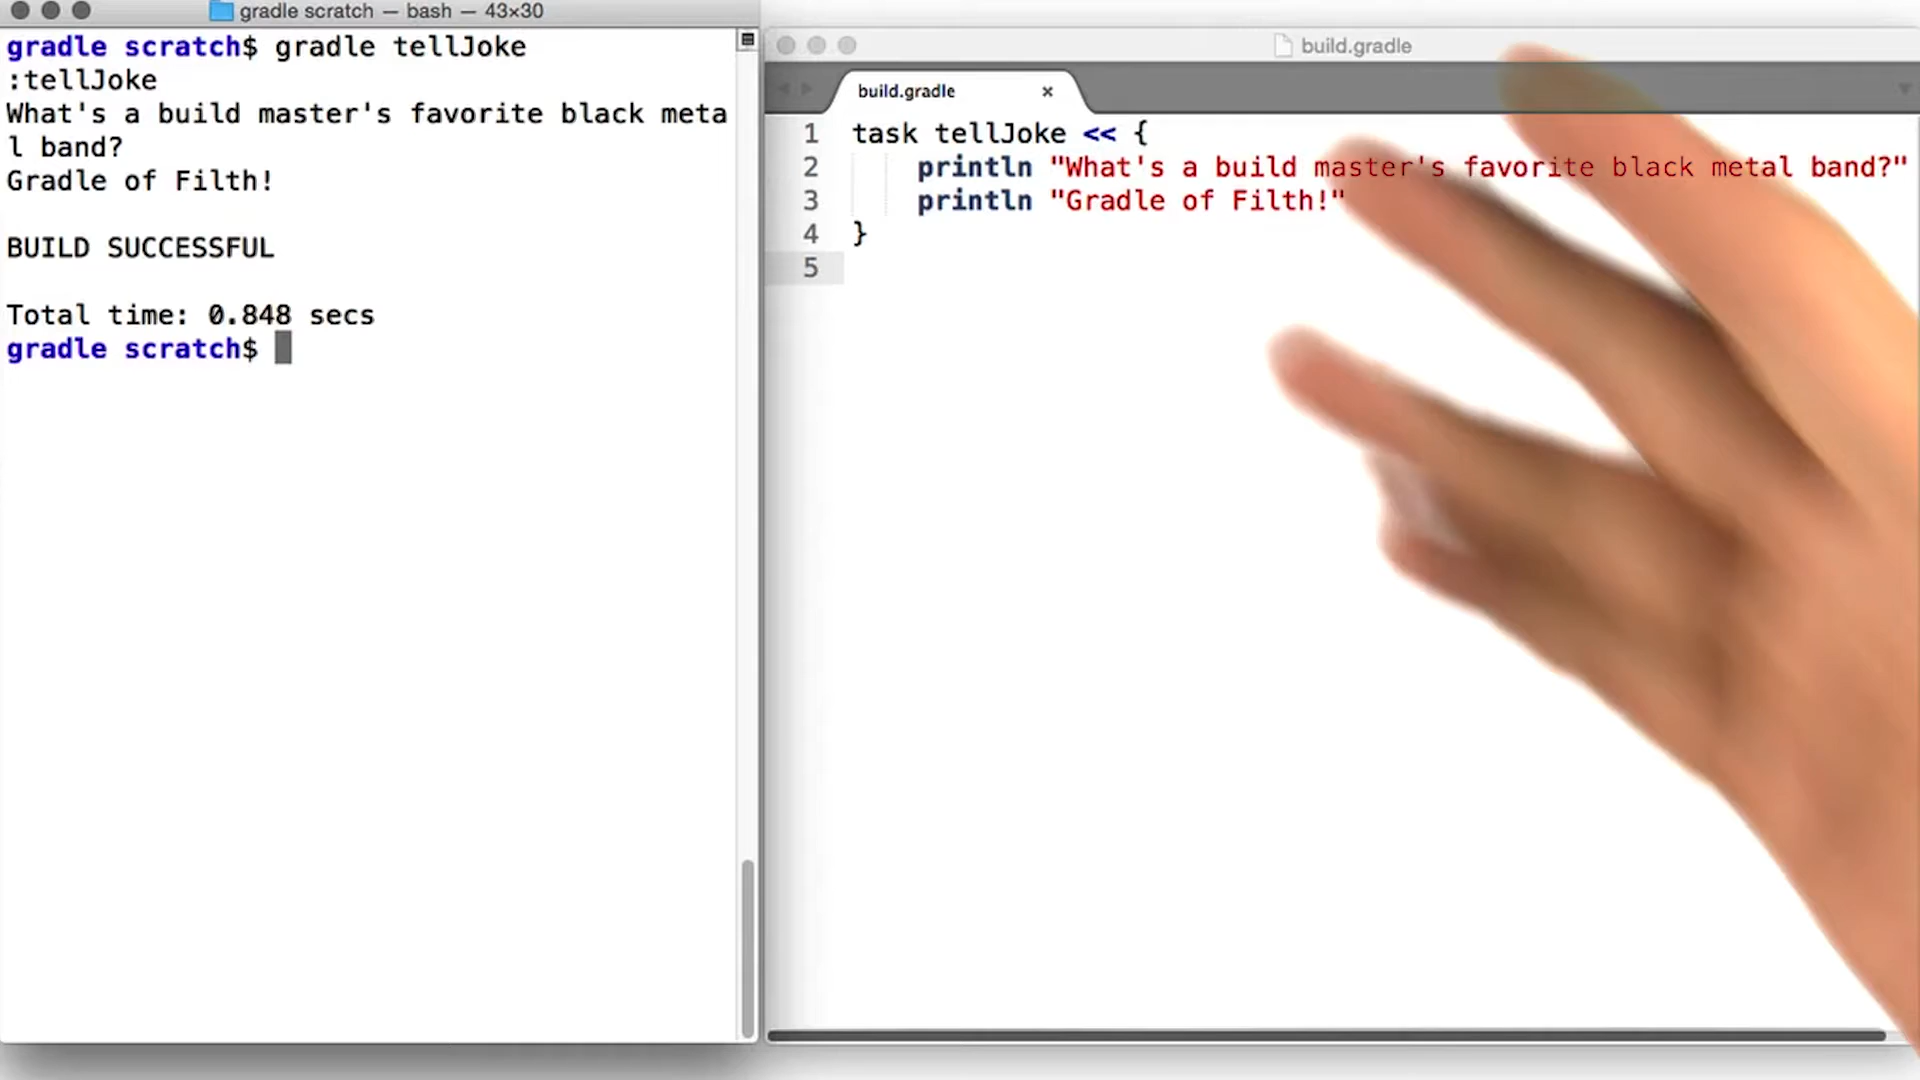 gradle scratch — bash — 43×30
gradle scratch$ gradle tellJoke
:tellJoke
What's a build master's favorite black meta
l band?
Gradle of Filth!
BUILD SUCCESSFUL
Total time: 0.848 secs
gradle scratch$
build.gradle
build.gradle ×
1 task tellJoke << {
2 println "What's a build master's favorite black metal band?"
3 println "Gradle of Filth!"
4 }
5